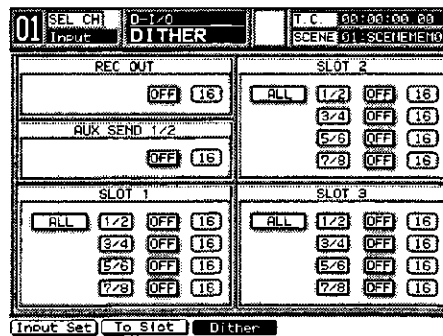 01 SEL CH Input D-I/O DITHER T.C. 00:00:00.00
SCENE 01:SCENEMEMO
REC OUT
OFF 16
AUX SEND 1/2
OFF 16
SLOT 2
ALL 1/2 OFF 16
3/4 OFF 16
5/6 OFF 16
7/8 OFF 16
SLOT 1
ALL 1/2 OFF 16
3/4 OFF 16
5/6 OFF 16
7/8 OFF 16
SLOT 3
ALL 1/2 OFF 16
3/4 OFF 16
5/6 OFF 16
7/8 OFF 16
Input Set To Slot Dither